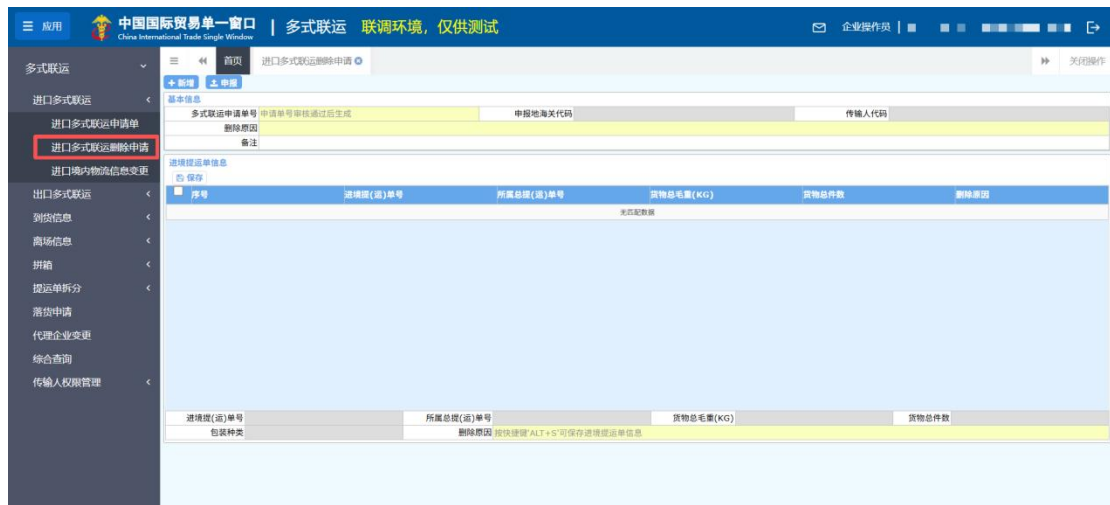 应用
中国国际贸易单一窗口 | 多式联运 联调环境，仅供测试
China International Trade Single Window
企业操作员 |
多式联运
首页 进口多式联运删除申请
关闭操作
新增 申报
进口多式联运
进口多式联运申请单
进口多式联运删除申请
进口境内物流信息变更
出口多式联运
到货信息
离场信息
拼箱
提运单拆分
落货申请
代理企业变更
综合查询
传输人权限管理
基本信息
多式联运申请单号 申请单号审核通过后生成 申报地海关代码 传输人代码
删除原因
备注
进境提运单信息
保存
序号 进境提(运)单号 所属总提(运)单号 货物总毛重(KG) 货物总件数 删除原因
无匹配数据
进境提(运)单号 所属总提(运)单号 货物总毛重(KG) 货物总件数
包装种类 删除原因 按快捷键'ALT+S'可保存进境提运单信息